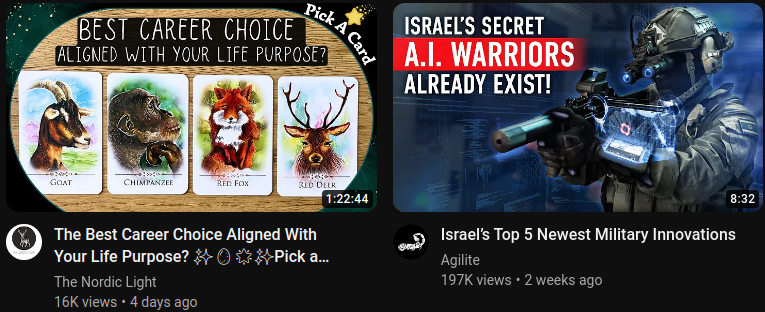 BEST CAREER CHOICE
ALIGNED WITH YOUR LIFE PURPOSE?
Pick A Card
GOAT
CHIMPANZEE
RED FOX
RED DEER
1:22:44
The Best Career Choice Aligned With
Your Life Purpose? ✨🥚💥✨Pick a...
The Nordic Light
16K views • 4 days ago
ISRAEL'S SECRET
A.I. WARRIORS
ALREADY EXIST!
8:32
Israel's Top 5 Newest Military Innovations
Agilite
197K views • 2 weeks ago